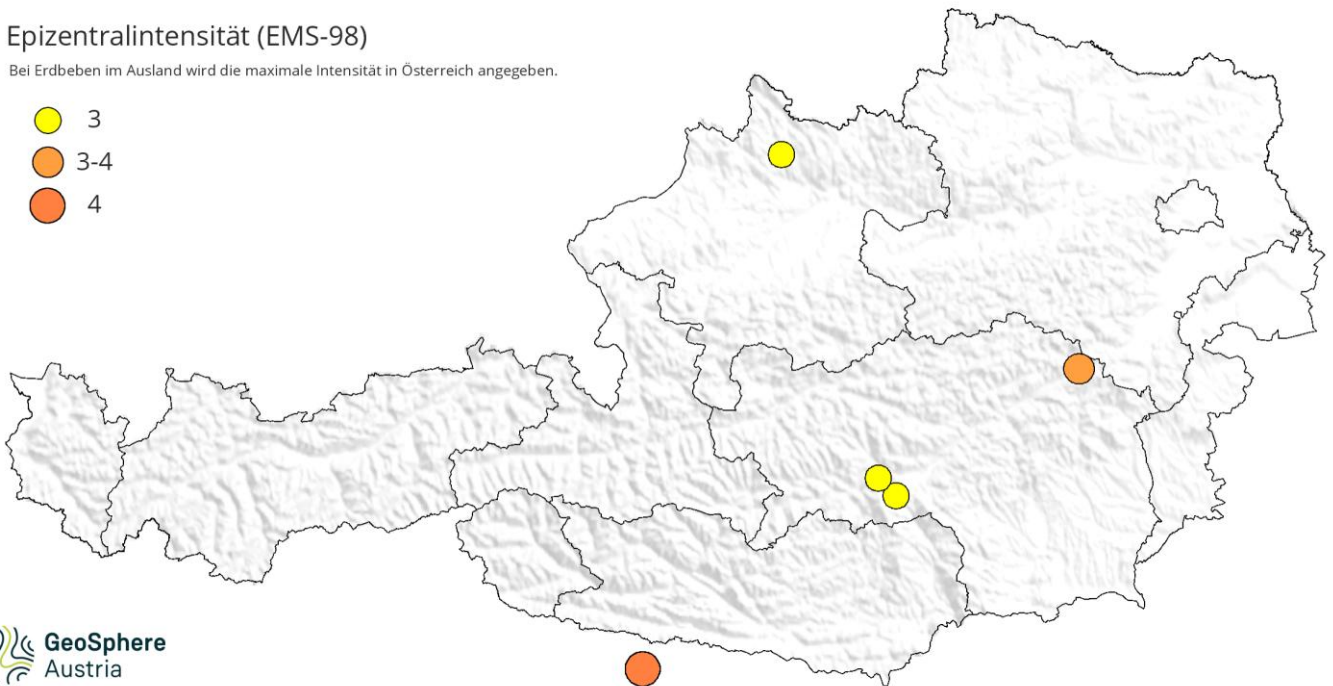 Epizentralintensität (EMS-98)
Bei Erdbeben im Ausland wird die maximale Intensität in Österreich angegeben.
3
3-4
4
GeoSphere
Austria